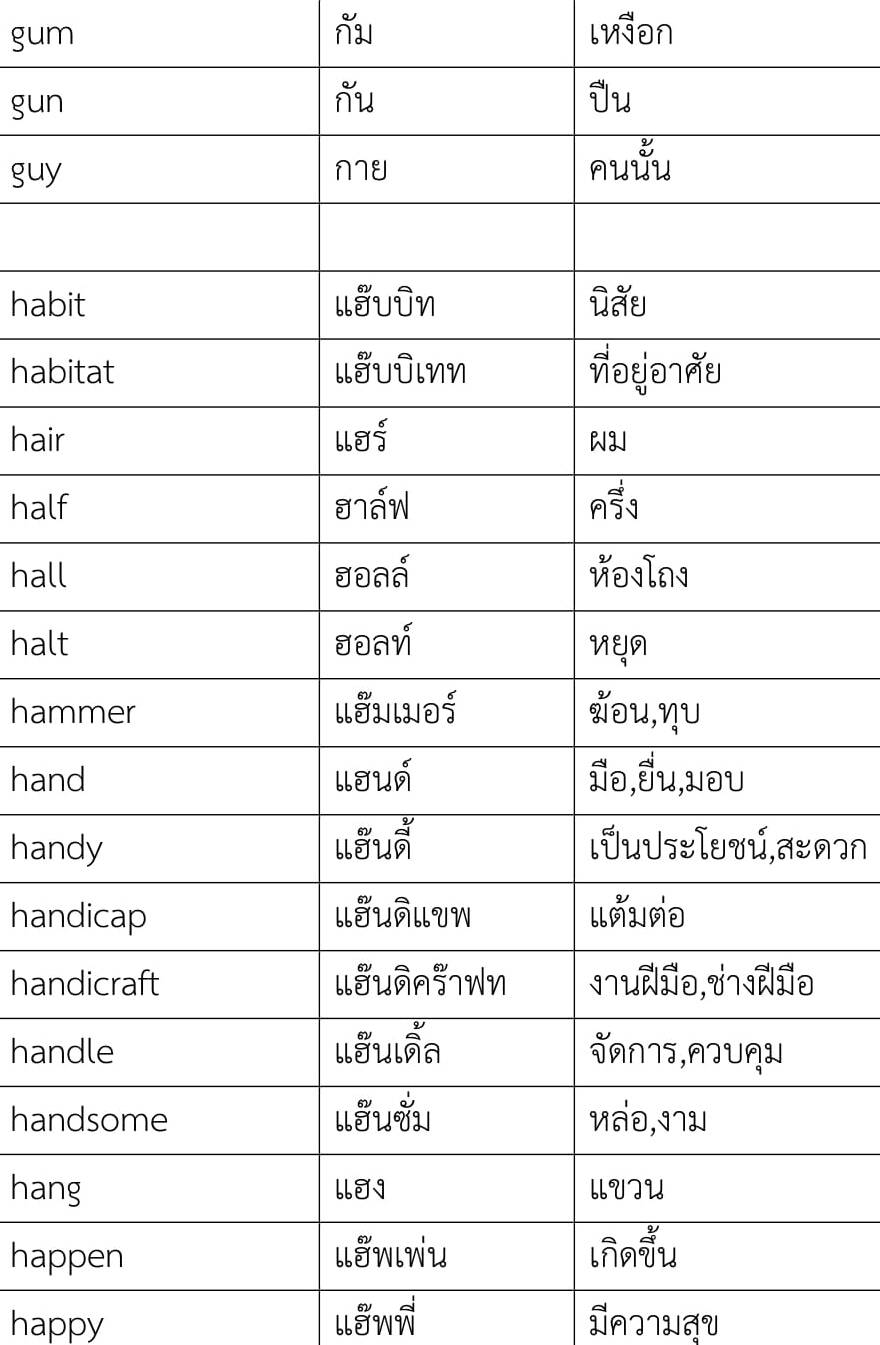 gum กัม เหงือก
gun กัน ปืน
guy กาย คนนั้น
habit แฮ๊บบิท นิสัย
habitat แฮ๊บบิเทท ที่อยู่อาศัย
hair แฮร์ ผม
half ฮาล์ฟ ครึ่ง
hall ฮอลล์ ห้องโถง
halt ฮอลท์ หยุด
hammer แฮ๊มเมอร์ ฆ้อน,ทุบ
hand แฮนด์ มือ,ยื่น,มอบ
handy แฮ๊นดี้ เป็นประโยชน์,สะดวก
handicap แฮ๊นดิแขพ แต้มต่อ
handicraft แฮ๊นดิคร๊าฟท งานฝีมือ,ช่างฝีมือ
handle แฮ๊นเดิ้ล จัดการ,ควบคุม
handsome แฮ๊นซั่ม หล่อ,งาม
hang แฮง แขวน
happen แฮ๊พเพ่น เกิดขึ้น
happy แฮ๊พพี่ มีความสุข